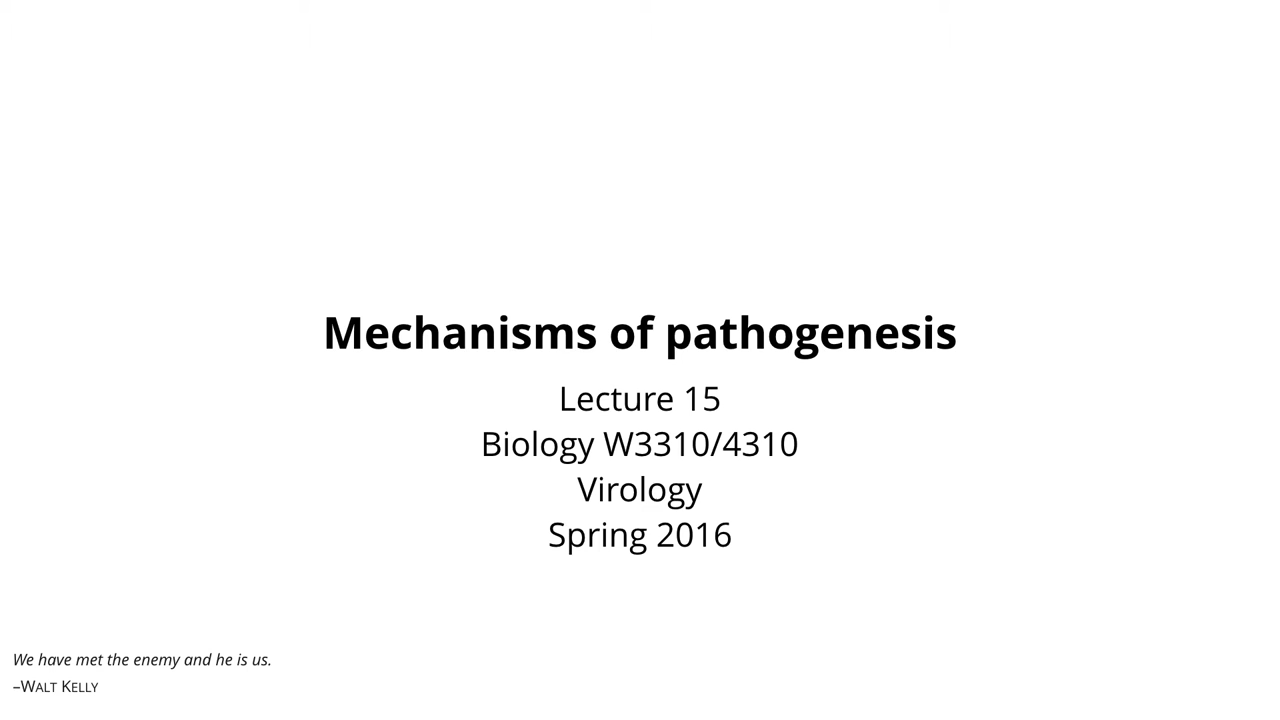 Mechanisms of pathogenesis
Lecture 15
Biology W3310/4310
Virology
Spring 2016
We have met the enemy and he is us.
–WALT KELLY